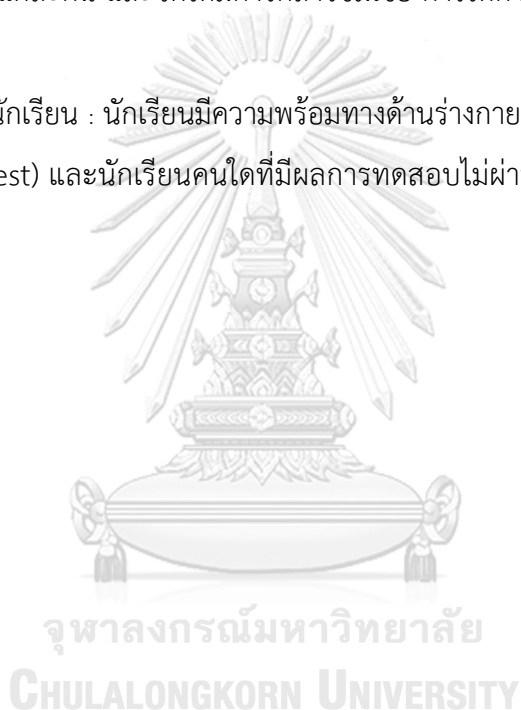 นักเรียน : นักเรียนมีความพร้อมทางด้านร่างกาย
est) และนักเรียนคนใดที่มีผลการทดสอบไม่ผ่า
จุฬาลงกรณ์มหาวิทยาลัย
CHULALONGKORN UNIVERSITY